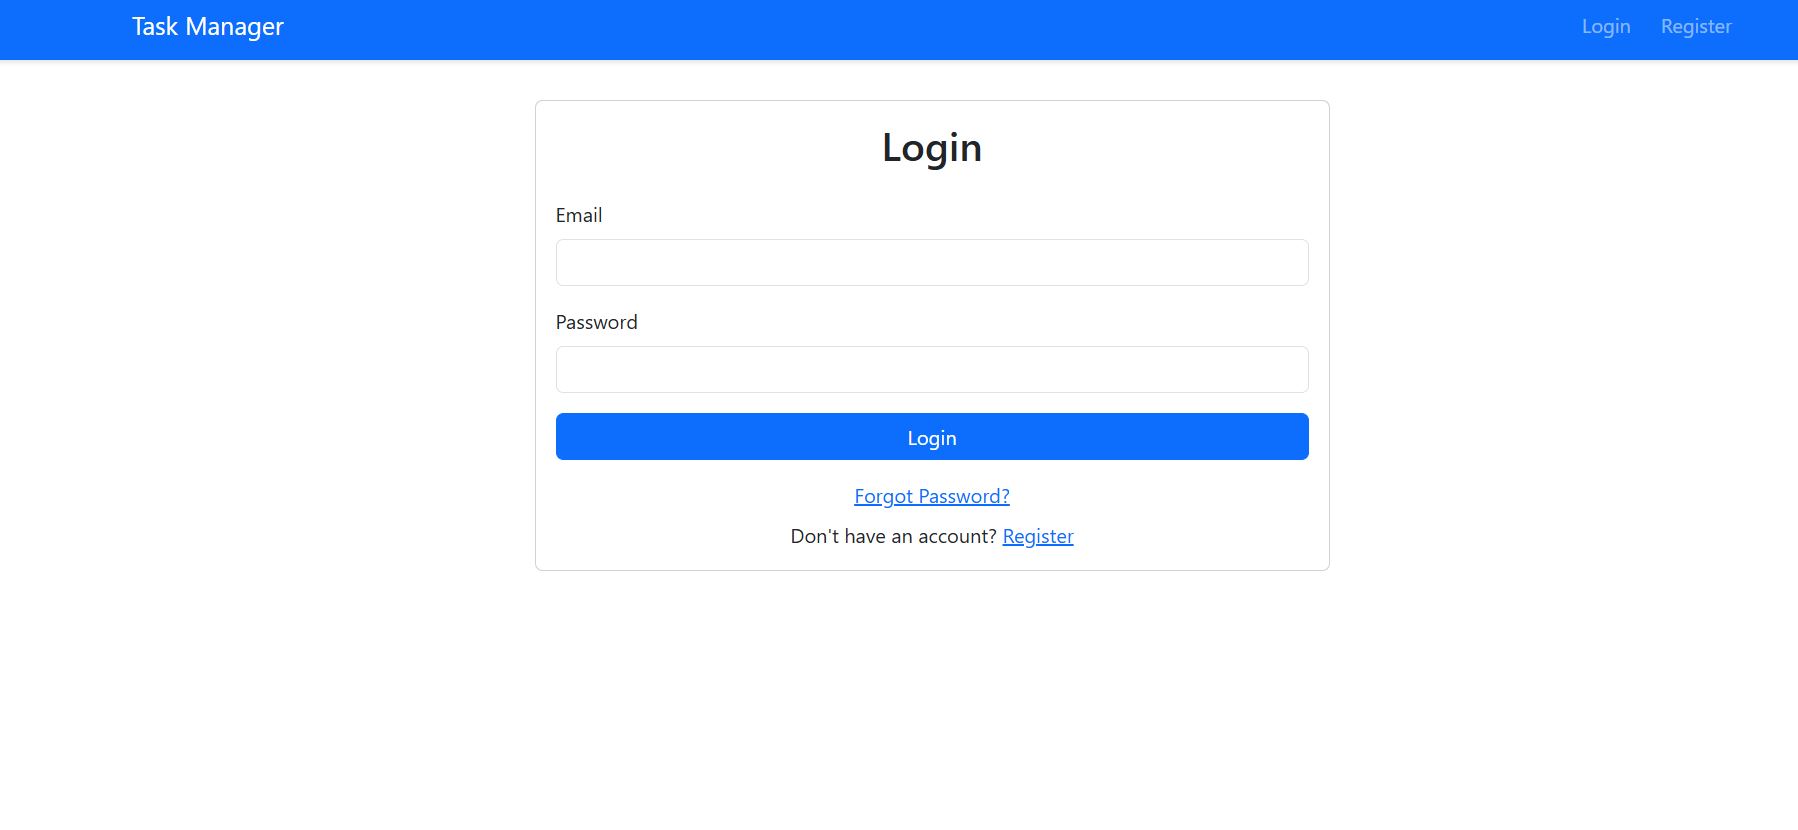 Task Manager Login Register
Login
Email
Password
Login
Forgot Password?
Don't have an account? Register